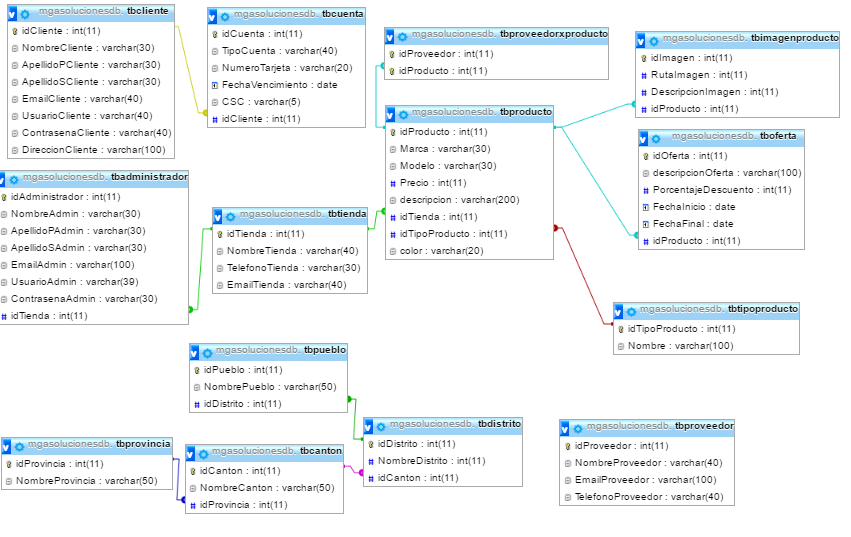 mgasolucionesdb. tbcliente
idCliente : int(11)
NombreCliente : varchar(30)
ApellidoPCliente : varchar(30)
ApellidoSCliente : varchar(30)
EmailCliente : varchar(40)
UsuarioCliente : varchar(40)
ContrasenaCliente : varchar(40)
DireccionCliente : varchar(100)
mgasolucionesdb. tbcuenta
idCuenta : int(11)
TipoCuenta : varchar(40)
NumeroTarjeta : varchar(20)
FechaVencimiento : date
CSC : varchar(5)
idCliente : int(11)
mgasolucionesdb. tbproveedorxproducto
idProveedor : int(11)
idProducto : int(11)
mgasolucionesdb. tbimagenproducto
idImagen : int(11)
RutaImagen : int(11)
DescripcionImagen : int(11)
idProducto : int(11)
mgasolucionesdb. tbproducto
idProducto : int(11)
Marca : varchar(30)
Modelo : varchar(30)
Precio : int(11)
descripcion : varchar(200)
idTienda : int(11)
idTipoProducto : int(11)
color : varchar(20)
mgasolucionesdb. tboferta
idOferta : int(11)
descripcionOferta : varchar(100)
PorcentajeDescuento : int(11)
FechaInicio : date
FechaFinal : date
idProducto : int(11)
mgasolucionesdb. tbadministrador
idAdministrador : int(11)
NombreAdmin : varchar(30)
ApellidoPAdmin : varchar(30)
ApellidoSAdmin : varchar(30)
EmailAdmin : varchar(100)
UsuarioAdmin : varchar(39)
ContrasenaAdmin : varchar(30)
idTienda : int(11)
mgasolucionesdb. tbtienda
idTienda : int(11)
NombreTienda : varchar(40)
TelefonoTienda : varchar(30)
EmailTienda : varchar(40)
mgasolucionesdb. tbtipoproducto
idTipoProducto : int(11)
Nombre : varchar(100)
mgasolucionesdb. tbpueblo
idPueblo : int(11)
NombrePueblo : varchar(50)
idDistrito : int(11)
mgasolucionesdb. tbprovincia
idProvincia : int(11)
NombreProvincia : varchar(50)
mgasolucionesdb. tbcanton
idCanton : int(11)
NombreCanton : varchar(50)
idProvincia : int(11)
mgasolucionesdb. tbdistrito
idDistrito : int(11)
NombreDistrito : int(11)
idCanton : int(11)
mgasolucionesdb. tbproveedor
idProveedor : int(11)
NombreProveedor : varchar(40)
EmailProveedor : varchar(100)
TelefonoProveedor : varchar(40)